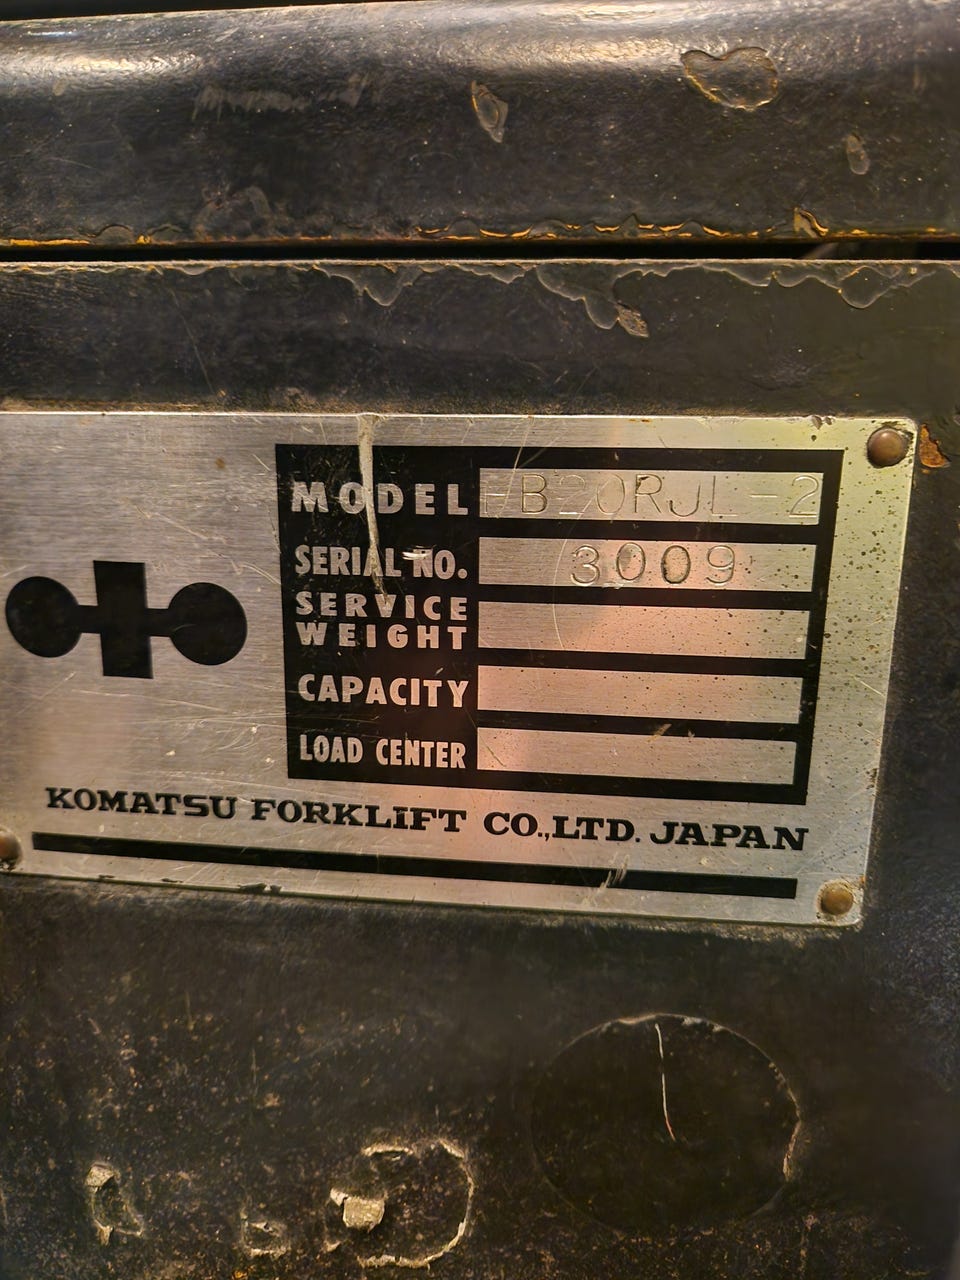 MODEL FB20RJL-2
SERIAL NO. 3009
SERVICE WEIGHT
CAPACITY
LOAD CENTER
KOMATSU FORKLIFT CO.,LTD. JAPAN